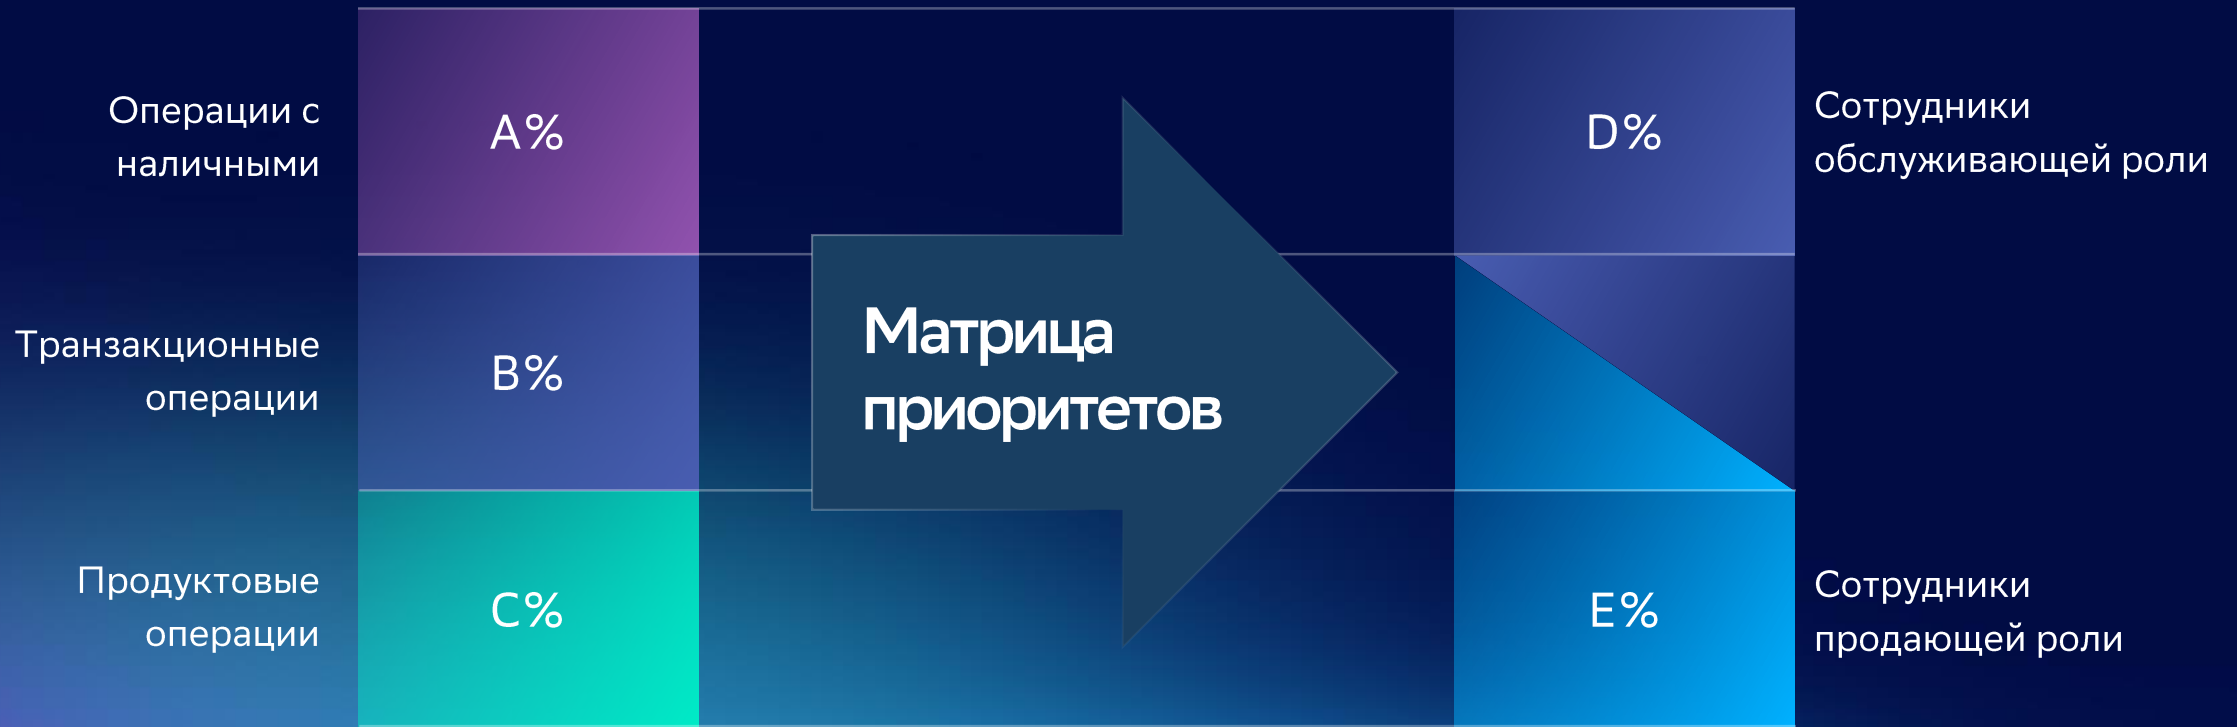 Операции с
наличными
A%
D%
Сотрудники
обслуживающей роли
Транзакционные
операции
B%
Матрица
приоритетов
Продуктовые
операции
C%
E%
Сотрудники
продающей роли